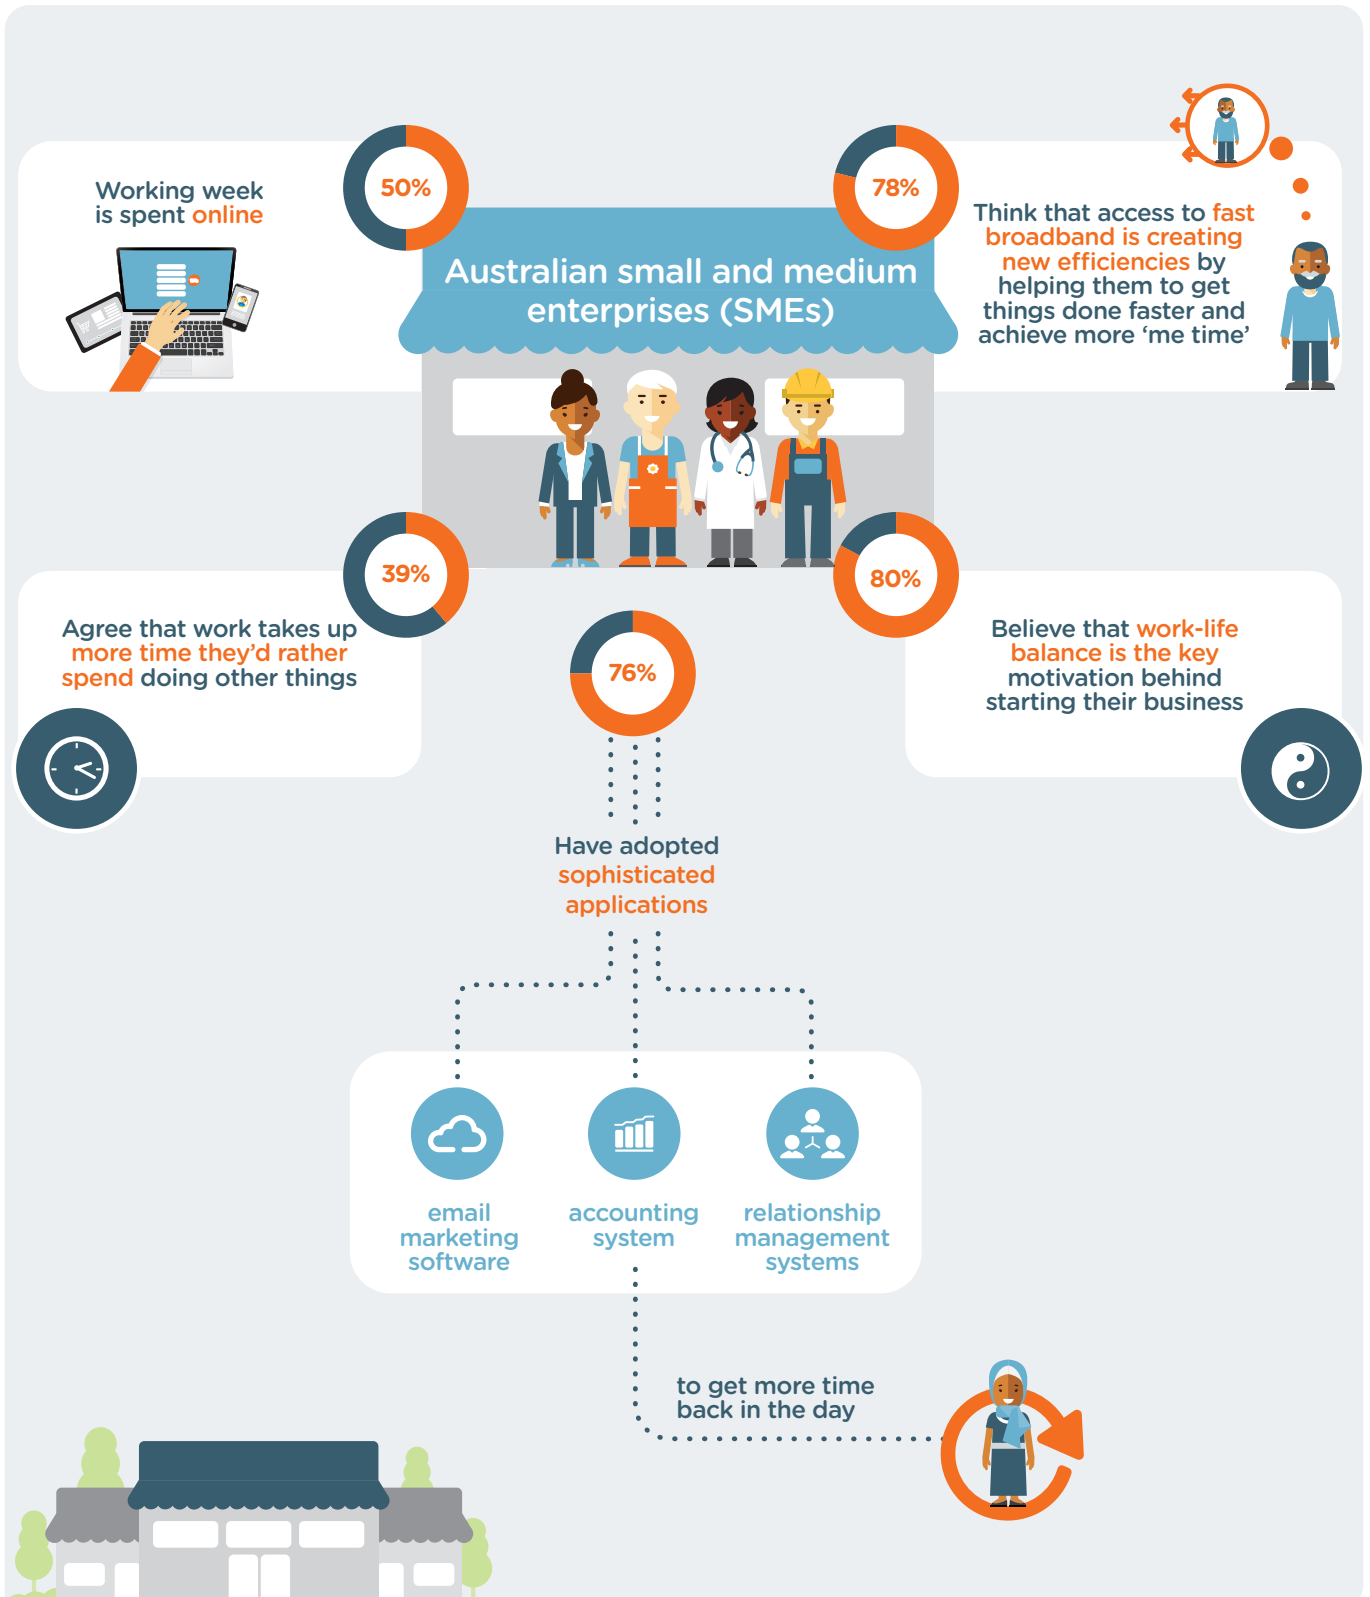 50%
Working week
is spent online
Australian small and medium
enterprises (SMEs)
78%
Think that access to fast
broadband is creating
new efficiencies by
helping them to get
things done faster and
achieve more ‘me time’
39%
Agree that work takes up
more time they’d rather
spend doing other things
80%
Believe that work-life
balance is the key
motivation behind
starting their business
76%
Have adopted
sophisticated
applications
email
marketing
software
accounting
system
relationship
management
systems
to get more time
back in the day